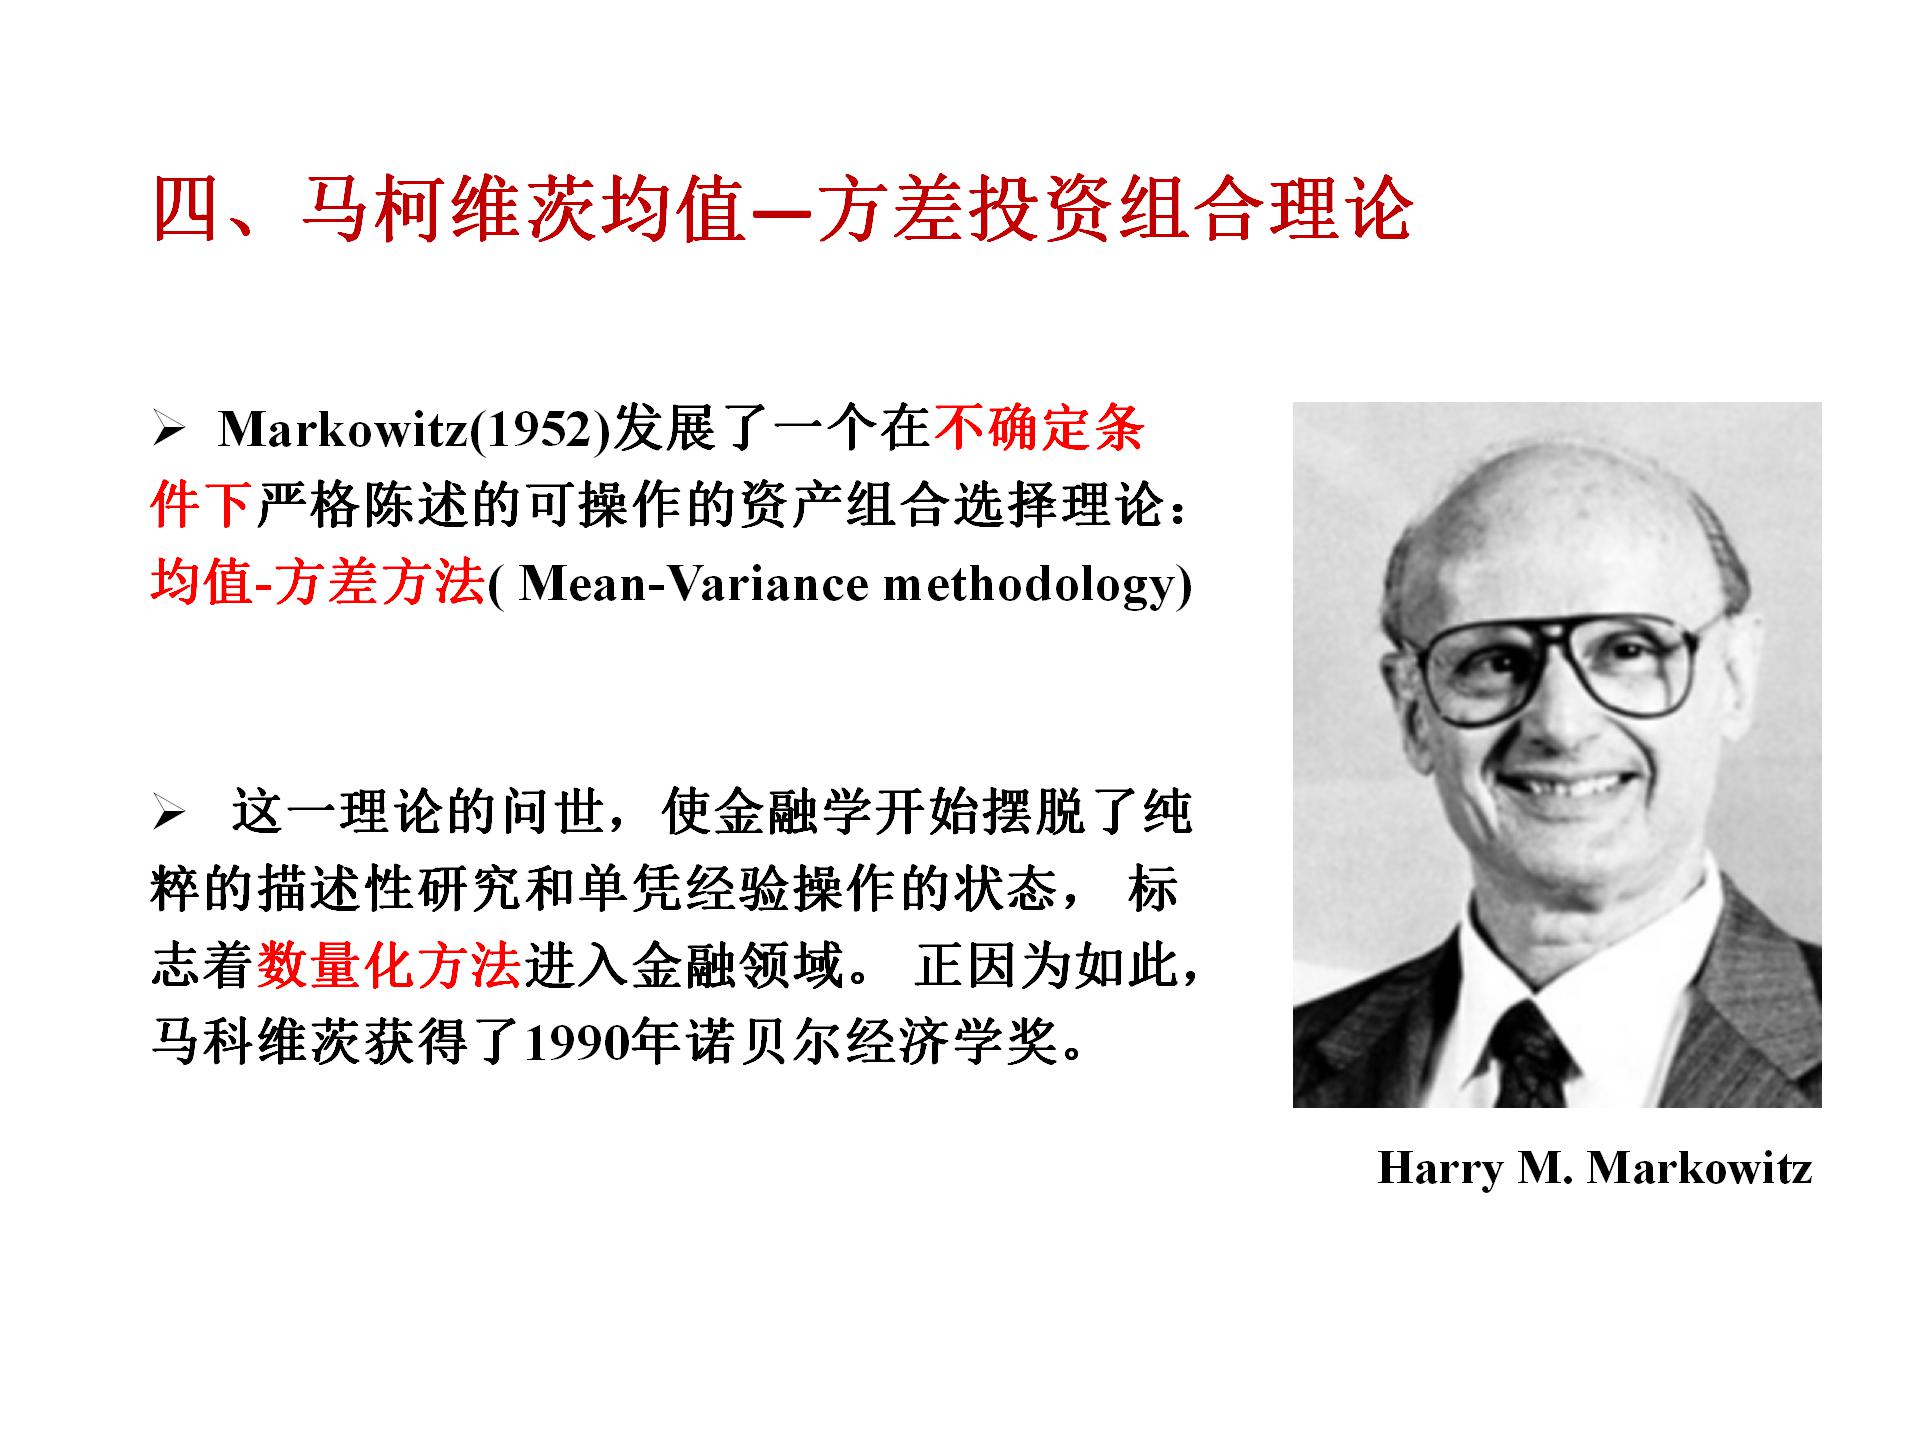 四、马柯维茨均值—方差投资组合理论
➢ Markowitz(1952)发展了一个在不确定条
件下严格陈述的可操作的资产组合选择理论：
均值-方差方法( Mean-Variance methodology)
➢ 这一理论的问世，使金融学开始摆脱了纯
粹的描述性研究和单凭经验操作的状态， 标
志着数量化方法进入金融领域。 正因为如此，
马科维茨获得了1990年诺贝尔经济学奖。
Harry M. Markowitz